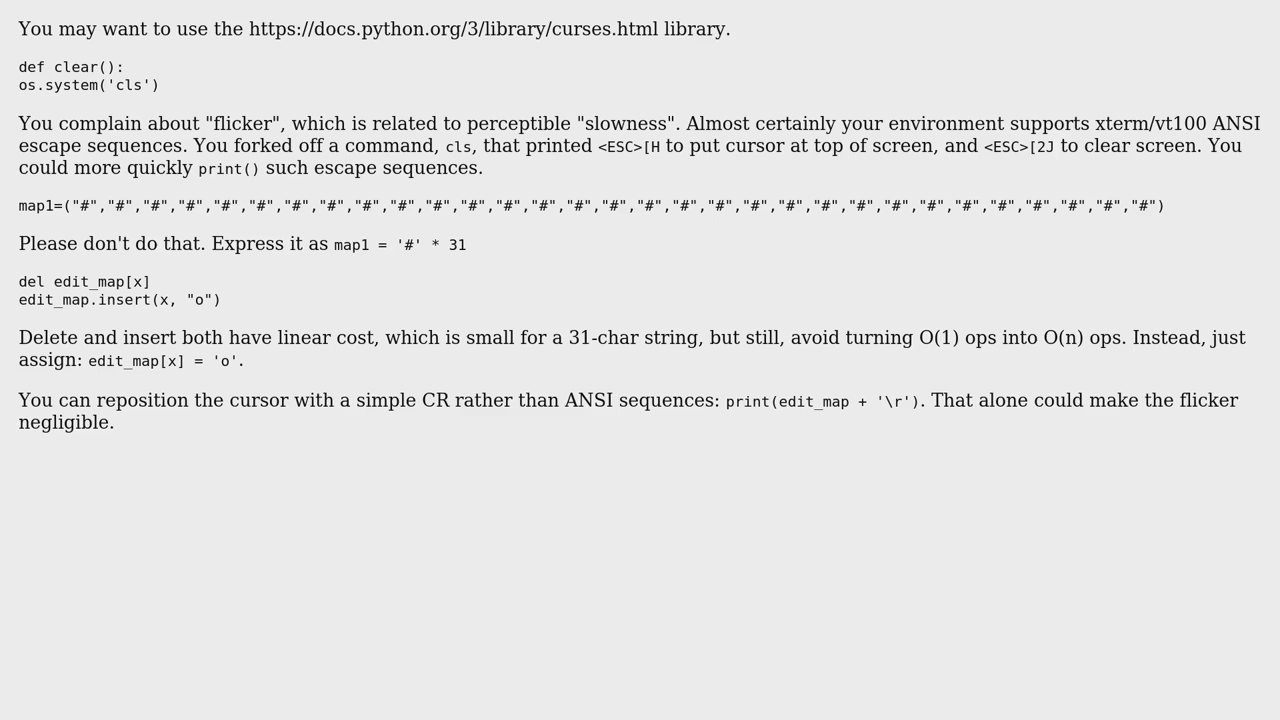 You may want to use the https://docs.python.org/3/library/curses.html library.
def clear():
os.system('cls')
You complain about "flicker", which is related to perceptible "slowness". Almost certainly your environment supports xterm/vt100 ANSI
escape sequences. You forked off a command, cls, that printed <ESC>[H to put cursor at top of screen, and <ESC>[2J to clear screen. You
could more quickly print() such escape sequences.
map1=("#","#","#","#","#","#","#","#","#","#","#","#","#","#","#","#","#","#","#","#","#","#","#","#","#","#","#","#","#","#","#")
Please don't do that. Express it as map1 = '#' * 31
del edit_map[x]
edit_map.insert(x, "o")
Delete and insert both have linear cost, which is small for a 31-char string, but still, avoid turning O(1) ops into O(n) ops. Instead, just
assign: edit_map[x] = 'o'.
You can reposition the cursor with a simple CR rather than ANSI sequences: print(edit_map + '\r'). That alone could make the flicker
negligible.